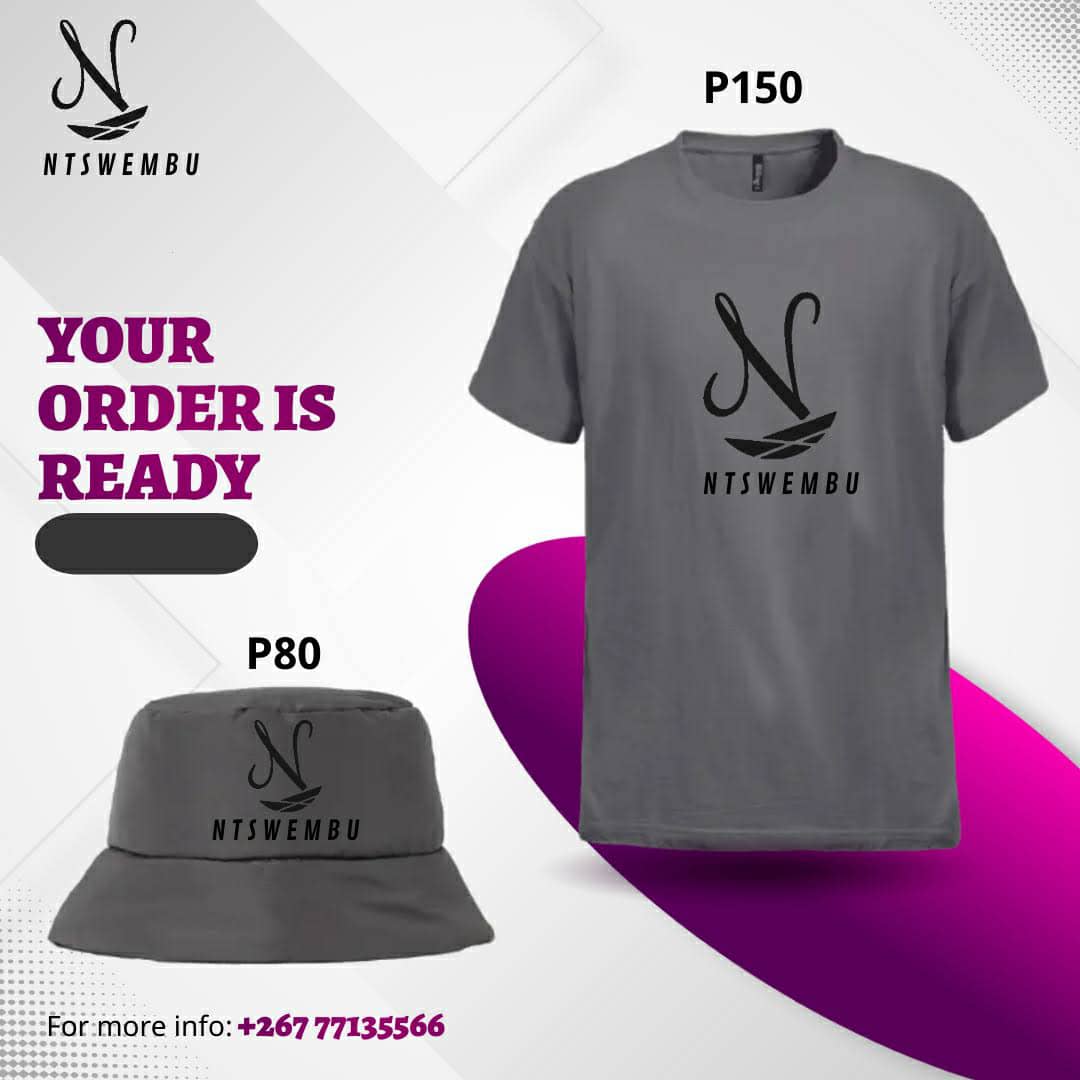 NTSWEMBU
P150
YOUR
ORDER IS
READY
NTSWEMBU
P80
NTSWEMBU
For more info: +267 77135566